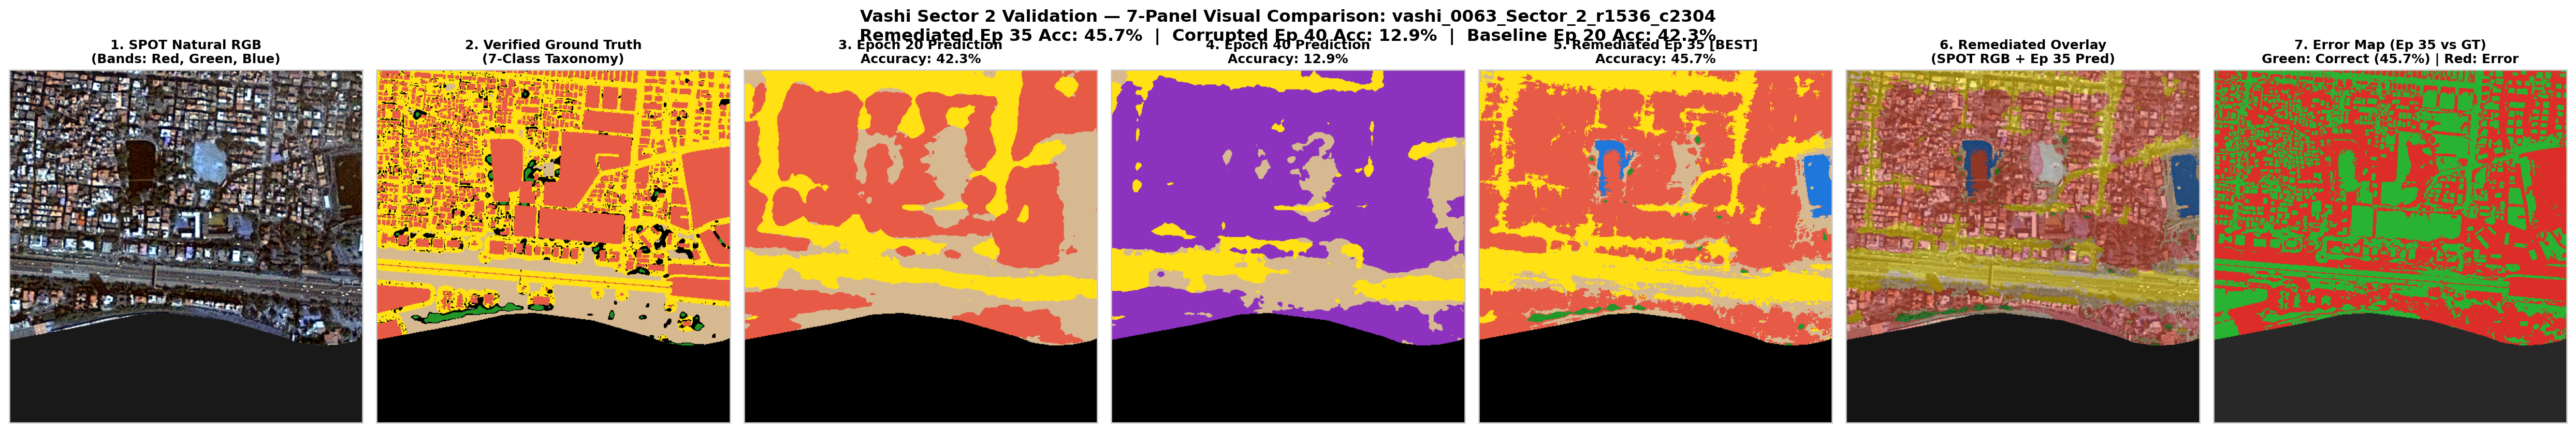 Vashi Sector 2 Validation — 7-Panel Visual Comparison: vashi_0063_Sector_2_r1536_c2304
Remediated Ep 35 Acc: 45.7% | Corrupted Ep 40 Acc: 12.9% | Baseline Ep 20 Acc: 42.3%
1. SPOT Natural RGB
(Bands: Red, Green, Blue)
2. Verified Ground Truth
(7-Class Taxonomy)
3. Epoch 20 Prediction
Accuracy: 42.3%
4. Epoch 40 Prediction
Accuracy: 12.9%
5. Remediated Ep 35 [BEST]
Accuracy: 45.7%
6. Remediated Overlay
(SPOT RGB + Ep 35 Pred)
7. Error Map (Ep 35 vs GT)
Green: Correct (45.7%) | Red: Error